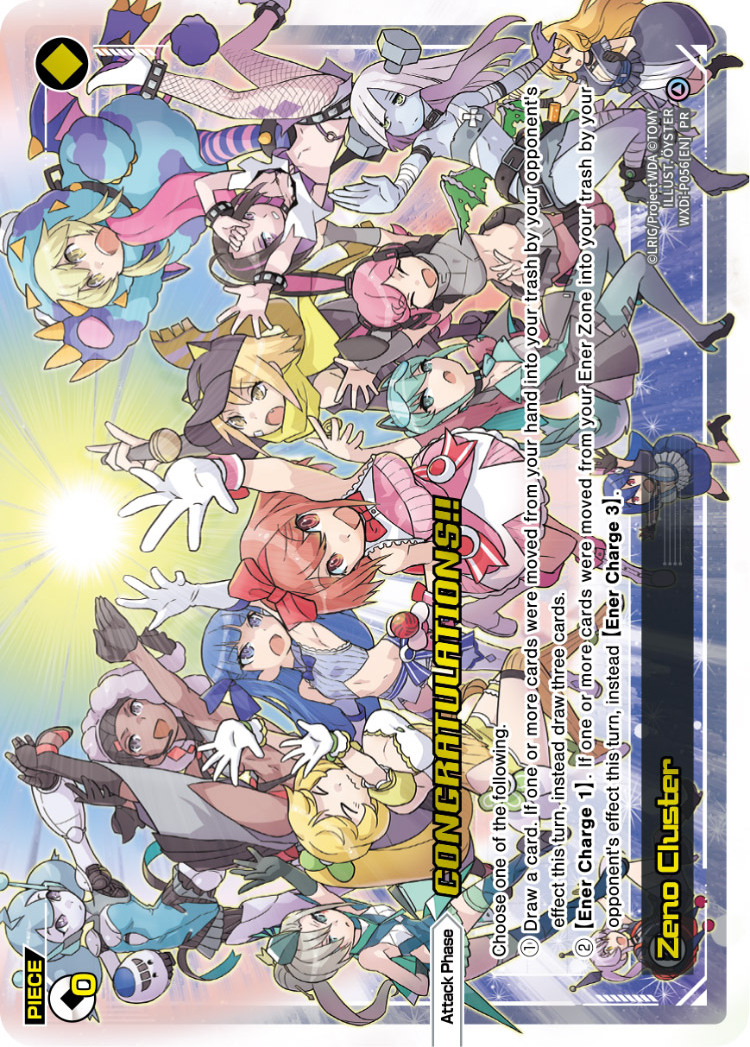 PIECE
0
Attack Phase
CONGRATULATIONS!!
Choose one of the following.
① Draw a card. If one or more cards were moved from your hand into your trash by your opponent's
effect this turn, instead draw three cards.
② 【Ener Charge 1】. If one or more cards were moved from your Ener Zone into your trash by your
opponent's effect this turn, instead 【Ener Charge 3】.
Zeno Cluster
©LRIG/Project WDA ©TOMY
ILLUST. OYSTER
WXDi-P056[EN] PR